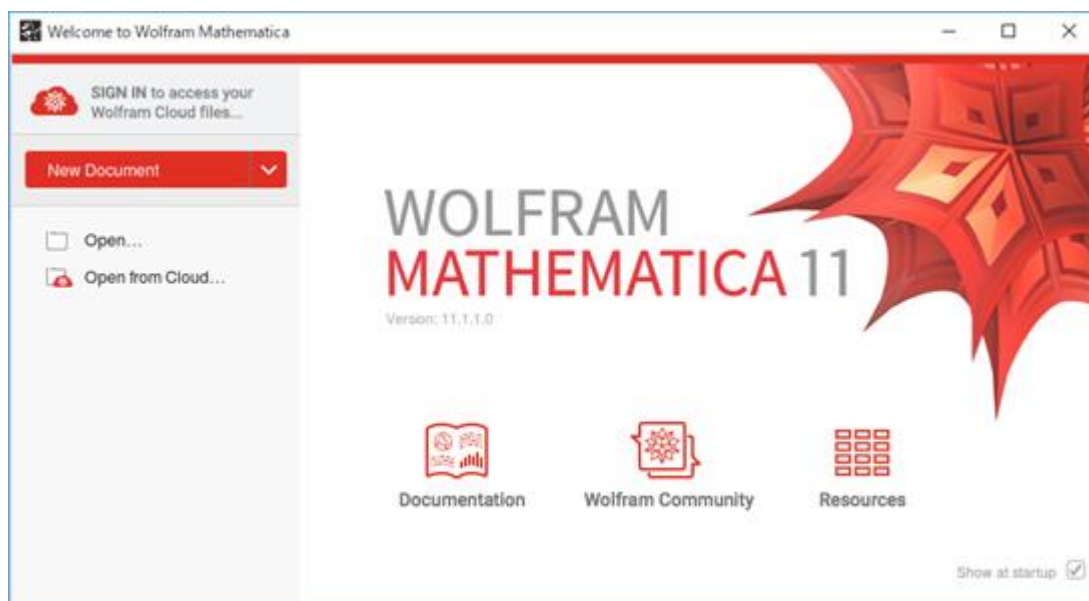 Welcome to Wolfram Mathematica
SIGN IN to access your
Wolfram Cloud files...
New Document
Open...
Open from Cloud...
WOLFRAM
MATHEMATICA 11
Version: 11.1.1.0
Documentation
Wolfram Community
Resources
Show at startup